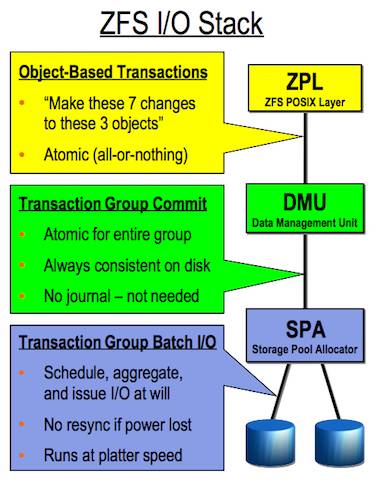 ZFS I/O Stack
Object-Based Transactions
• “Make these 7 changes
to these 3 objects”
• Atomic (all-or-nothing)
ZPL
ZFS POSIX Layer
Transaction Group Commit
• Atomic for entire group
• Always consistent on disk
• No journal – not needed
DMU
Data Management Unit
Transaction Group Batch I/O
• Schedule, aggregate,
and issue I/O at will
• No resync if power lost
• Runs at platter speed
SPA
Storage Pool Allocator